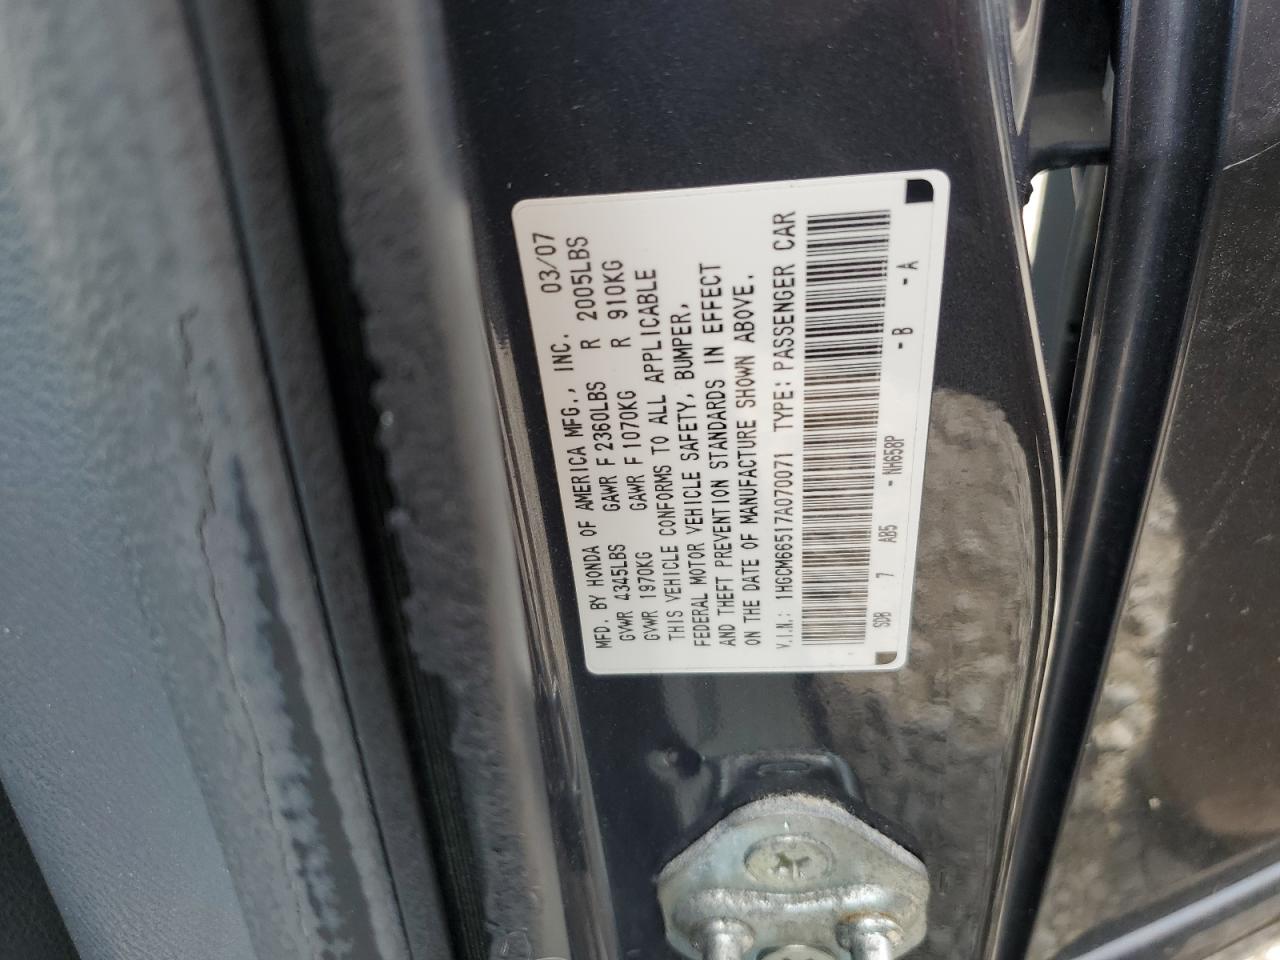 MFD. BY HONDA OF AMERICA MFG., INC. 03/07
GVWR 4345LBS GAWR F 2360LBS R 2005LBS
GVWR 1970KG GAWR F 1070KG R 910KG
THIS VEHICLE CONFORMS TO ALL APPLICABLE
FEDERAL MOTOR VEHICLE SAFETY, BUMPER,
AND THEFT PREVENTION STANDARDS IN EFFECT
ON THE DATE OF MANUFACTURE SHOWN ABOVE.
V.I.N.: 1HGCM66517A070071 TYPE: PASSENGER CAR
SDB 7 AB5 - NH658P - B - A